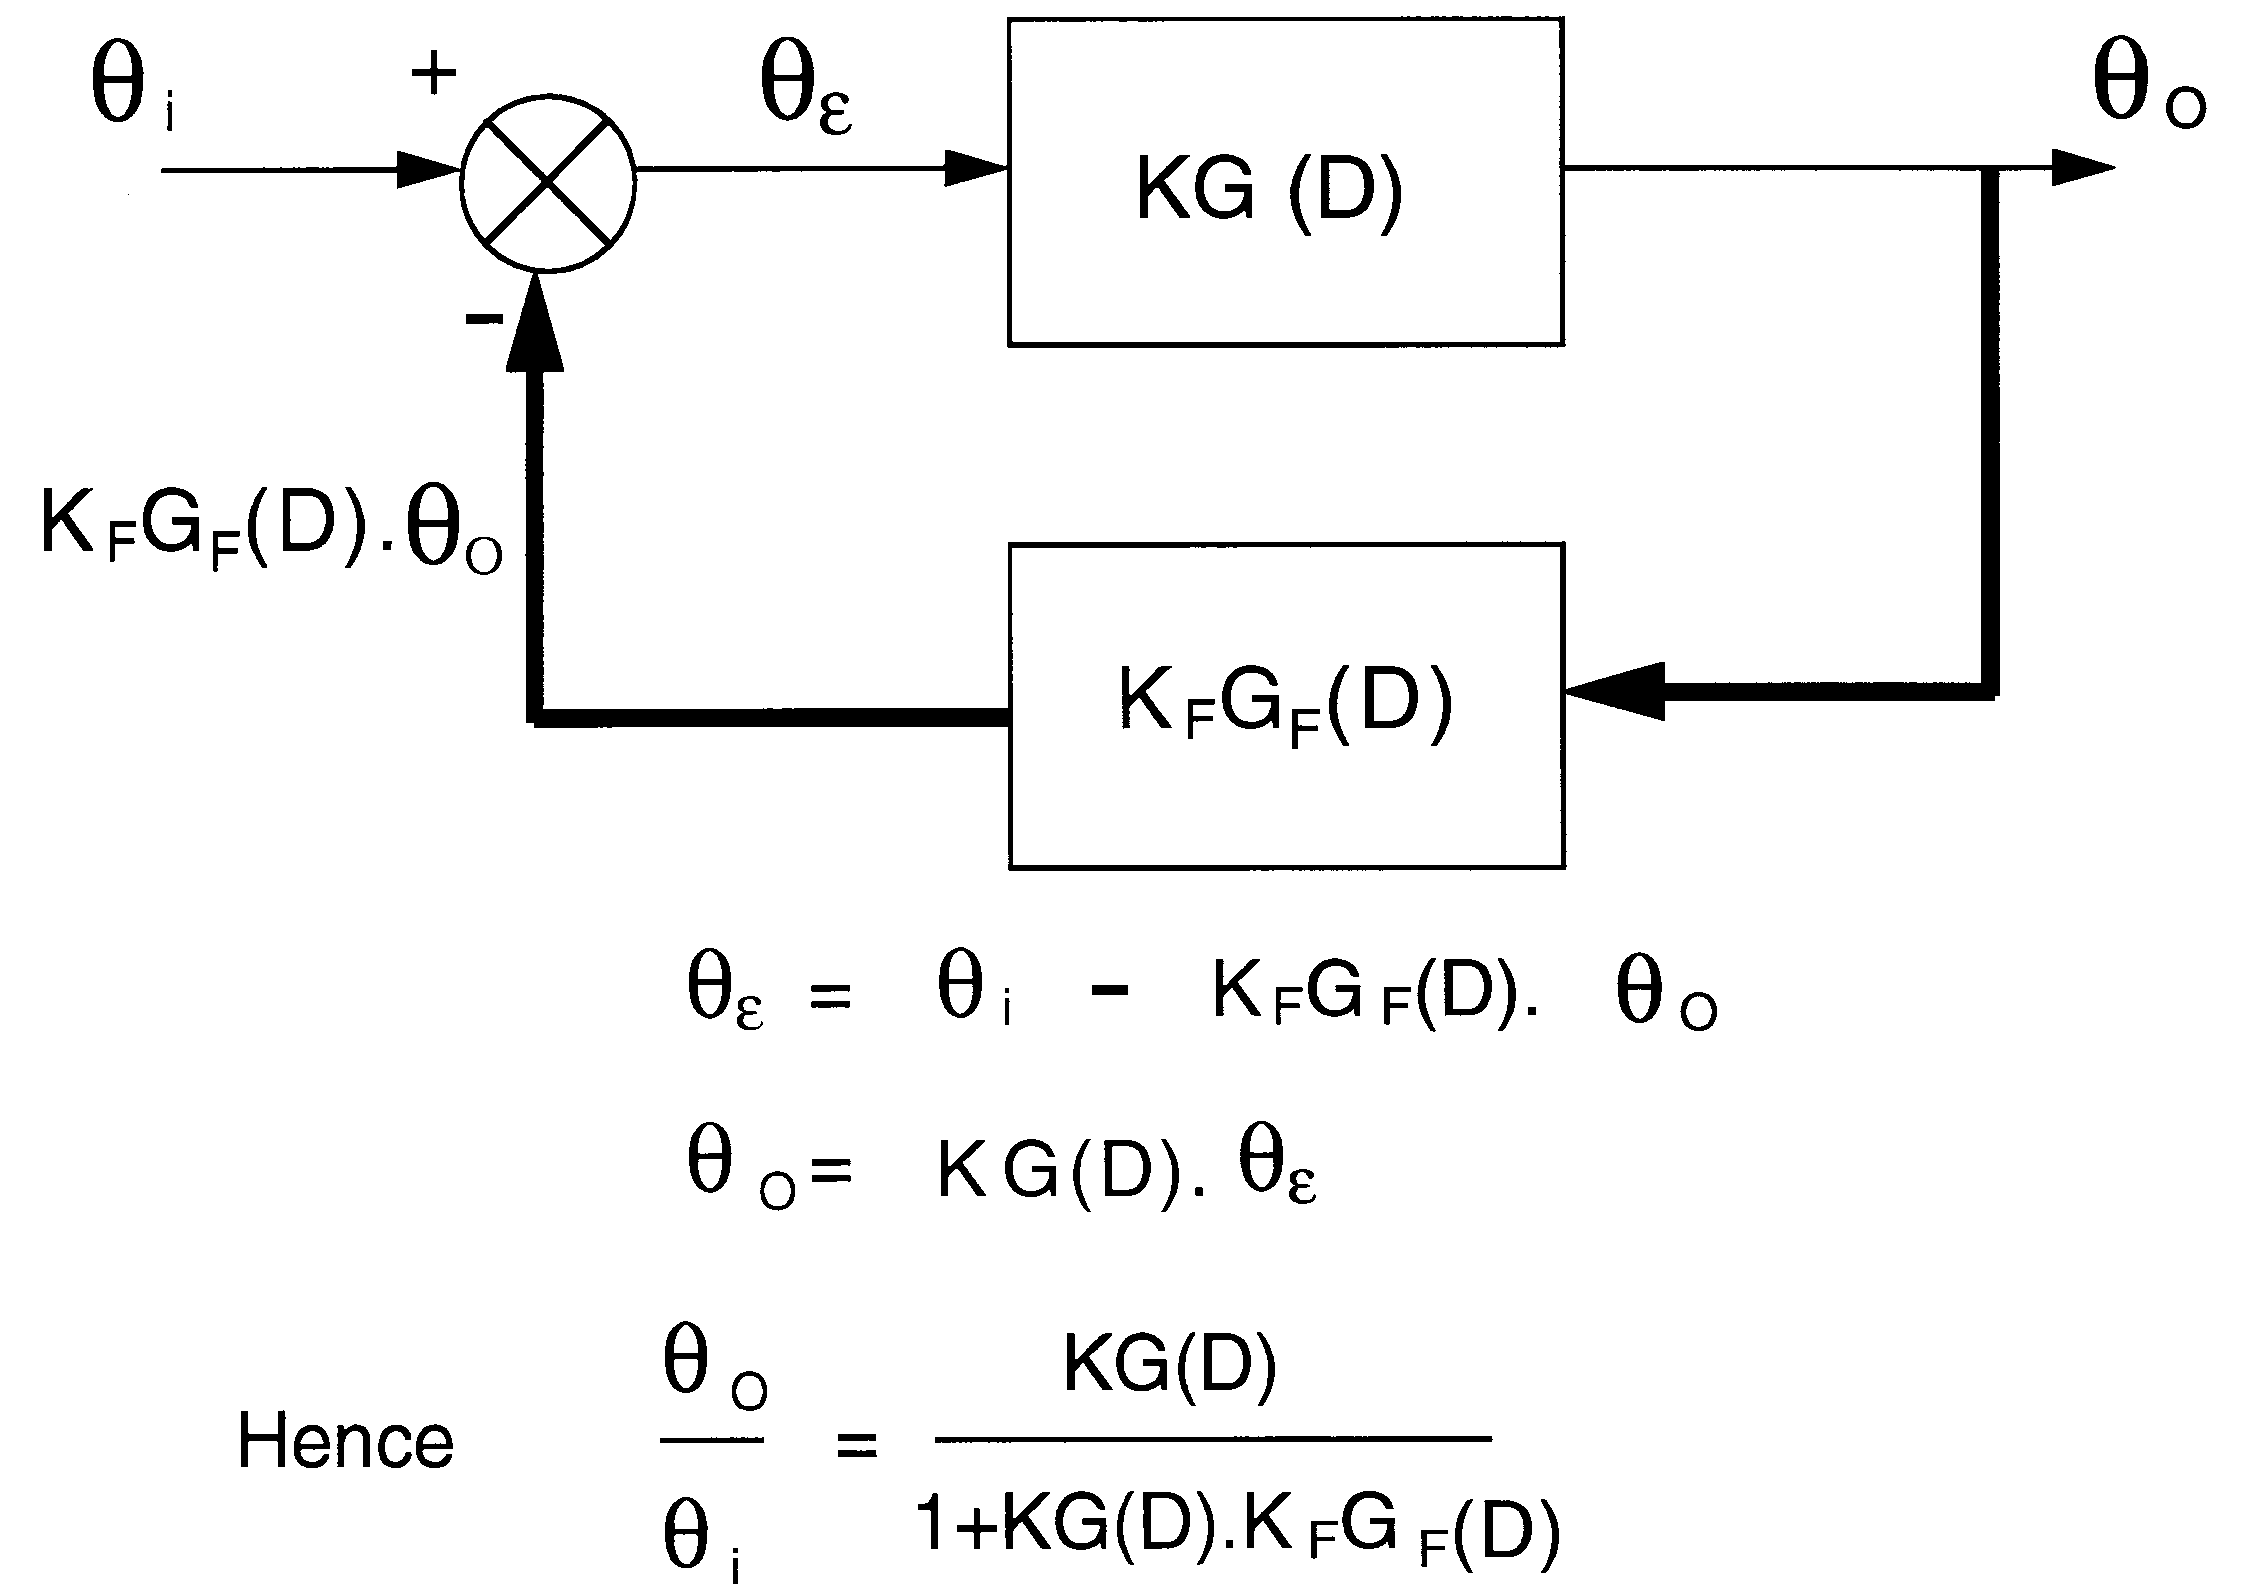 θi + θε θO
KG (D)
-
KFGF(D).θO
KFGF(D)
θε = θi - KFGF(D). θO
θO = KG(D). θε
θO KG(D)
Hence — = —
θi 1+KG(D).KFGF(D)